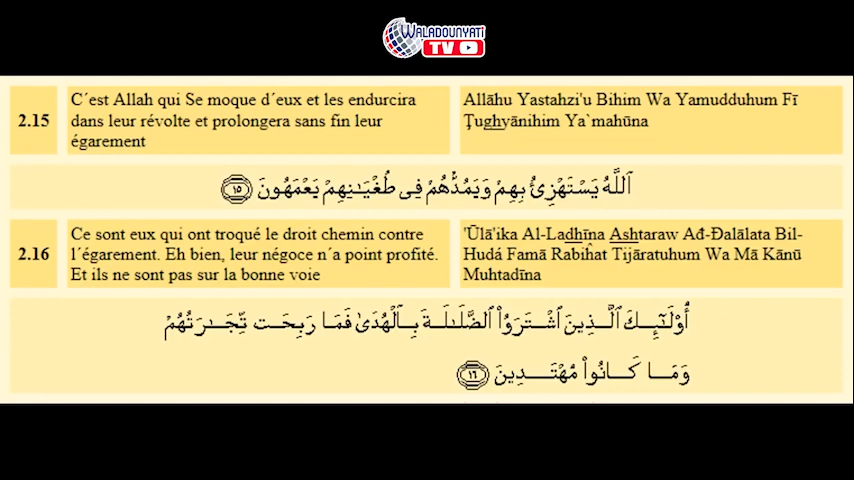 WALADOUNYATI
TV
2.15
C´est Allah qui Se moque d´eux et les endurcira
dans leur révolte et prolongera sans fin leur
égarement
Allāhu Yastahzi'u Bihim Wa Yamudduhum Fī
Ţughyānihim Ya`mahūna
ٱللَّهُ يَسْتَهْزِئُ بِهِمْ وَيَمُدُّهُمْ فِى طُغْيَـٰنِهِمْ يَعْمَهُونَ ١٥
2.16
Ce sont eux qui ont troqué le droit chemin contre
l´égarement. Eh bien, leur négoce n´a point profité.
Et ils ne sont pas sur la bonne voie
'Ūlā'ika Al-Ladhīna Ashtaraw Ađ-Đalālata Bil-
Hudá Famā Rabiĥat Tijāratuhum Wa Mā Kānū
Muhtadīna
أُو۟لَـٰٓئِكَ ٱلَّذِينَ ٱشْتَرَوُا۟ ٱلضَّلَـٰلَةَ بِٱلْهُدَىٰ فَمَا رَبِحَت تِّجَـٰرَتُهُمْ
وَمَا كَانُوا۟ مُهْتَدِينَ ١٦